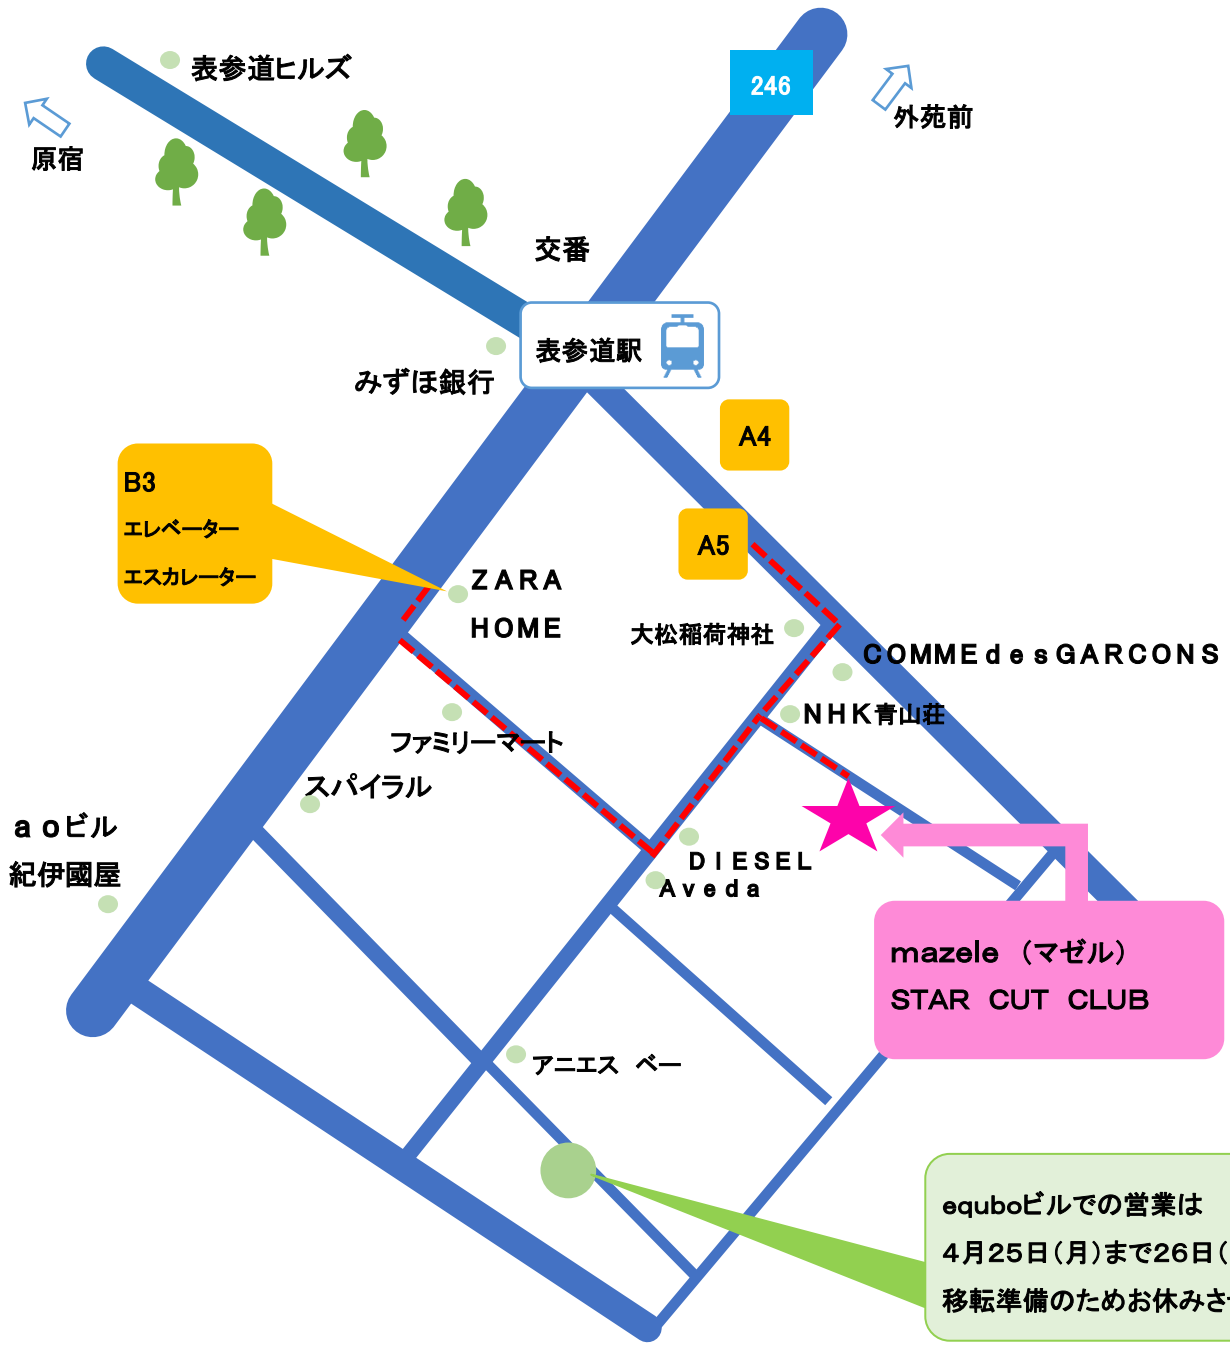 表参道ヒルズ
246
外苑前
原宿
交番
表参道駅
みずほ銀行
A4
B3
エレベーター
エスカレーター
A5
ZARA
HOME
大松稲荷神社
COMMEdesGARCONS
NHK青山荘
ファミリーマート
スパイラル
aoビル
紀伊國屋
DIESEL
Aveda
mazele （マゼル）
STAR CUT CLUB
アニエス ベー
equboビルでの営業は
4月25日(月)まで26日(
移転準備のためお休みさ